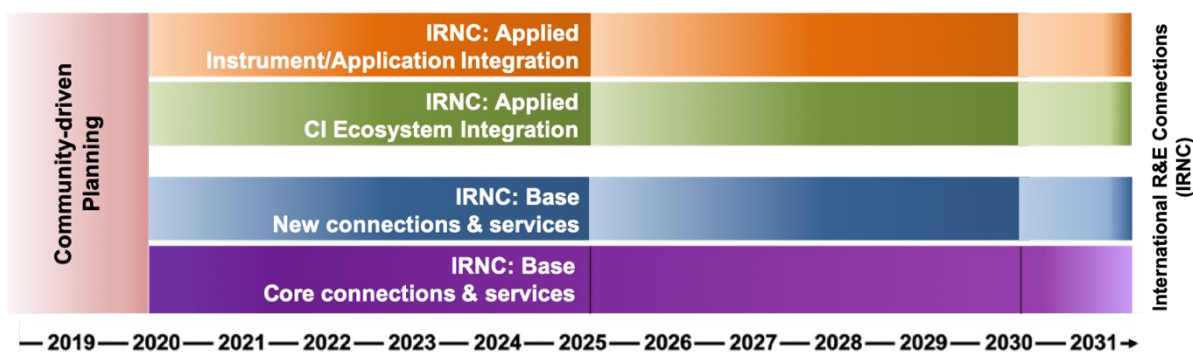 Community-driven
Planning
IRNC: Applied
Instrument/Application Integration
IRNC: Applied
CI Ecosystem Integration
IRNC: Base
New connections & services
IRNC: Base
Core connections & services
International R&E Connections
(IRNC)
2019 2020 2021 2022 2023 2024 2025 2026 2027 2028 2029 2030 2031